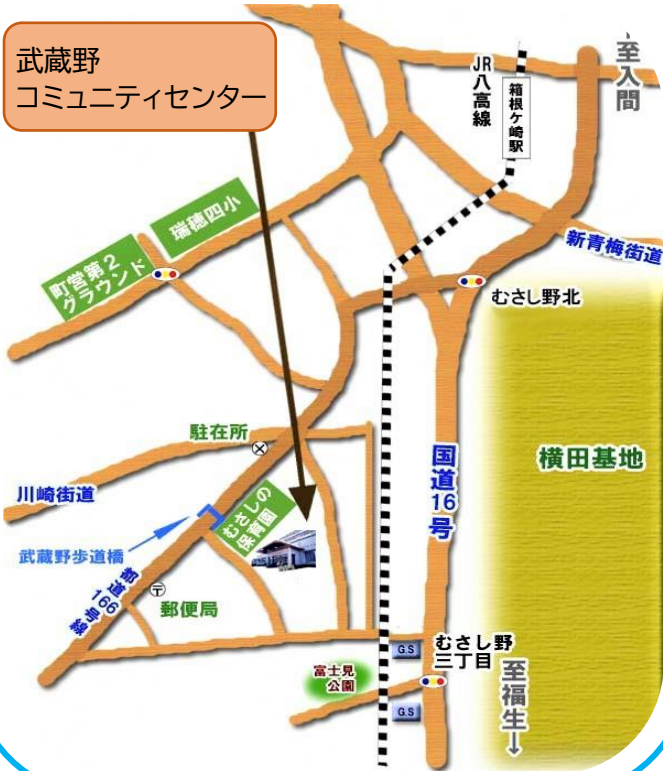 武蔵野
コミュニティセンター
至入間
JR八高線
箱根ケ崎駅
瑞穂四小
町営第2
グラウンド
新青梅街道
むさし野北
駐在所
国道16号
横田基地
川崎街道
むさしの
保育園
武蔵野歩道橋
都道166号線
〒
郵便局
むさし野
三丁目
G.S
富士見
公園
至福生
G.S